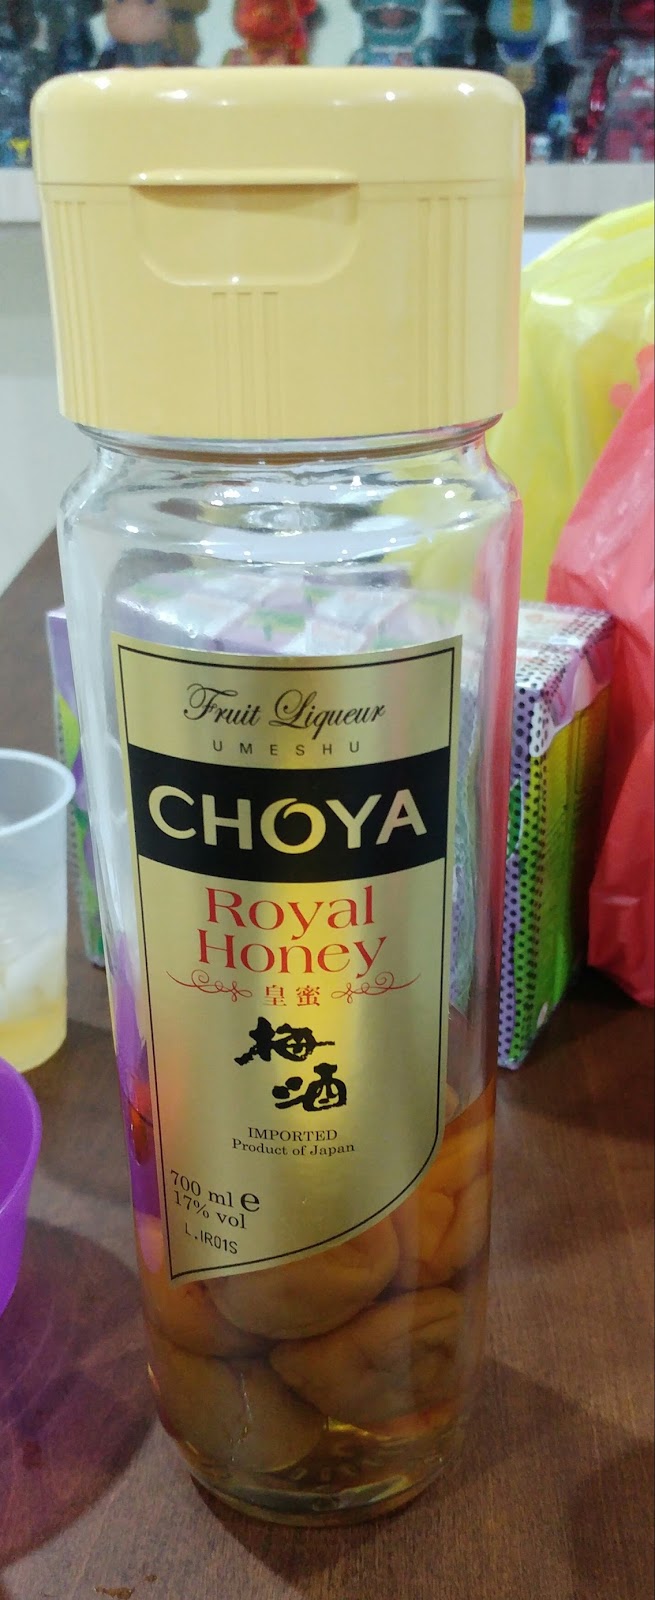 Fruit Liqueur
UMESHU
CHOYA
Royal
Honey
皇蜜
梅
酒
IMPORTED
Product of Japan
700 ml e
17% vol
L.IR01S